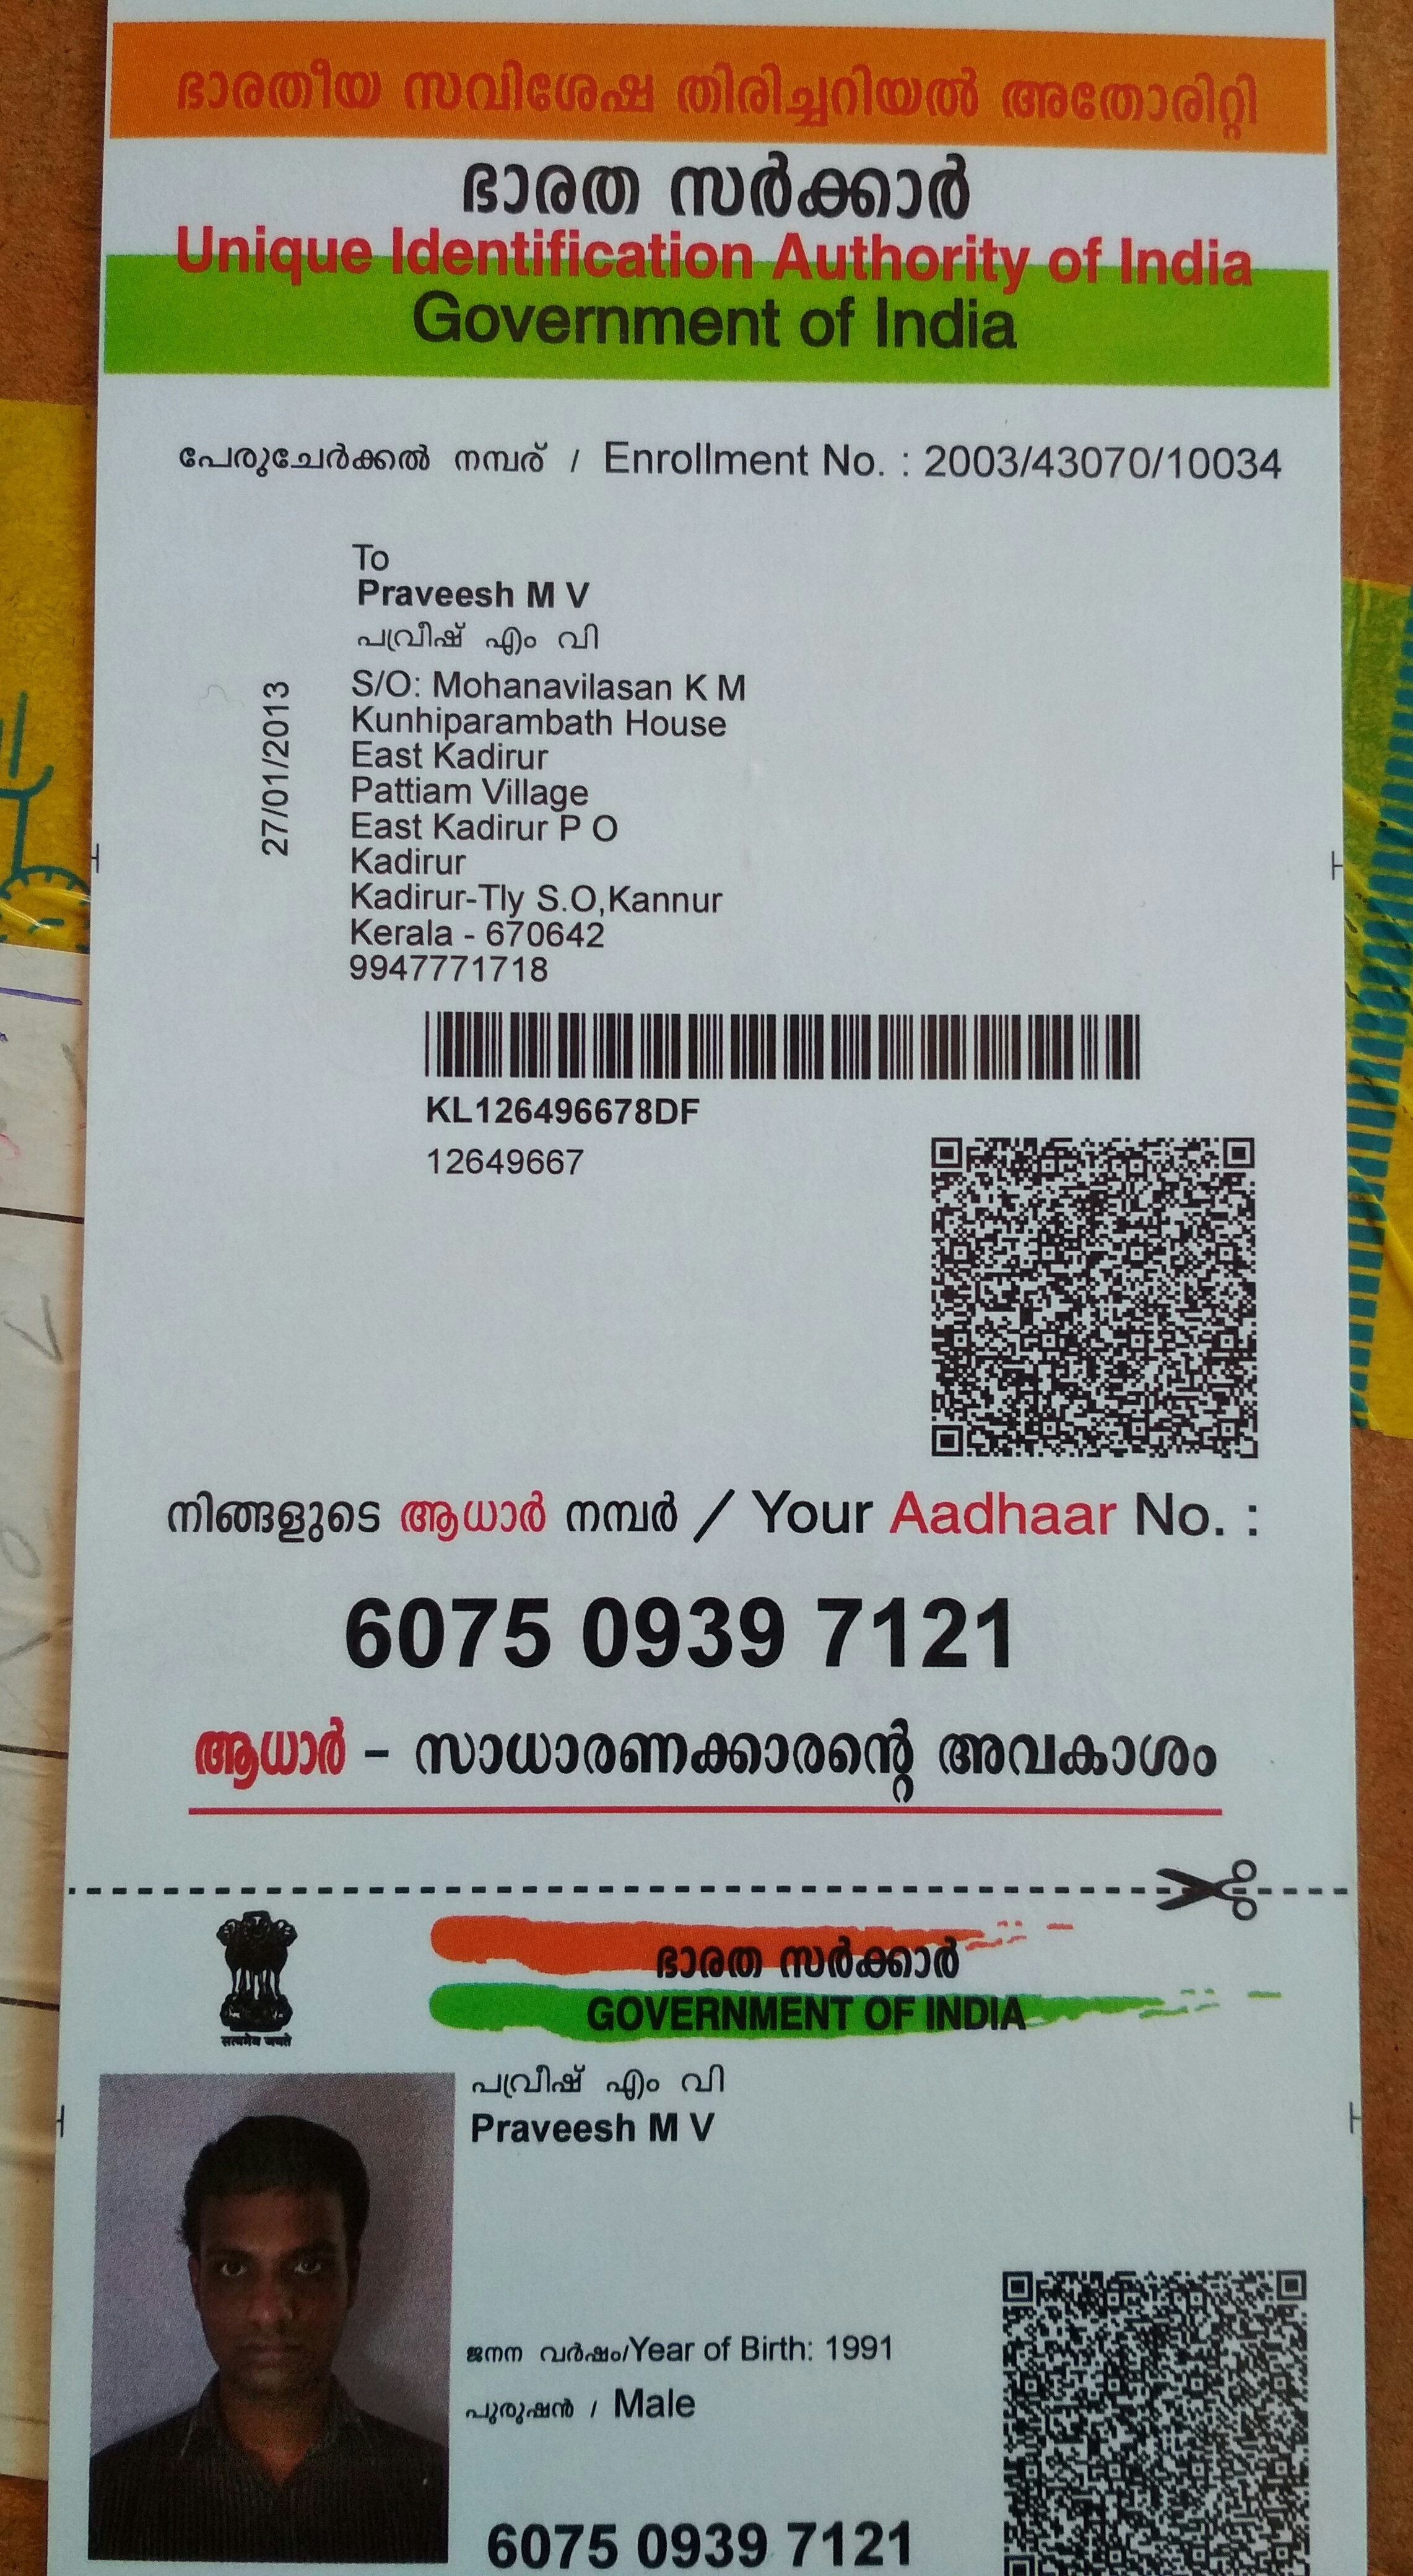 ഭാരതീയ സവിശേഷ തിരിച്ചറിയൽ അതോരിറ്റി
ഭാരത സർക്കാർ
Unique Identification Authority of India
Government of India
പേരുചേർക്കൽ നമ്പര് / Enrollment No. : 2003/43070/10034
To
Praveesh M V
പവ്രീഷ് എം വി
S/O: Mohanavilasan K M
Kunhiparambath House
East Kadirur
Pattiam Village
East Kadirur P O
Kadirur
Kadirur-Tly S.O,Kannur
Kerala - 670642
9947771718
27/01/2013
KL126496678DF
12649667
നിങ്ങളുടെ ആധാർ നമ്പർ / Your Aadhaar No. :
6075 0939 7121
ആധാർ - സാധാരണക്കാരന്റെ അവകാശം
सत्यमेव जयते
ഭാരത സർക്കാർ
GOVERNMENT OF INDIA
പവ്രീഷ് എം വി
Praveesh M V
ജനന വർഷം/Year of Birth: 1991
പുരുഷൻ / Male
6075 0939 7121